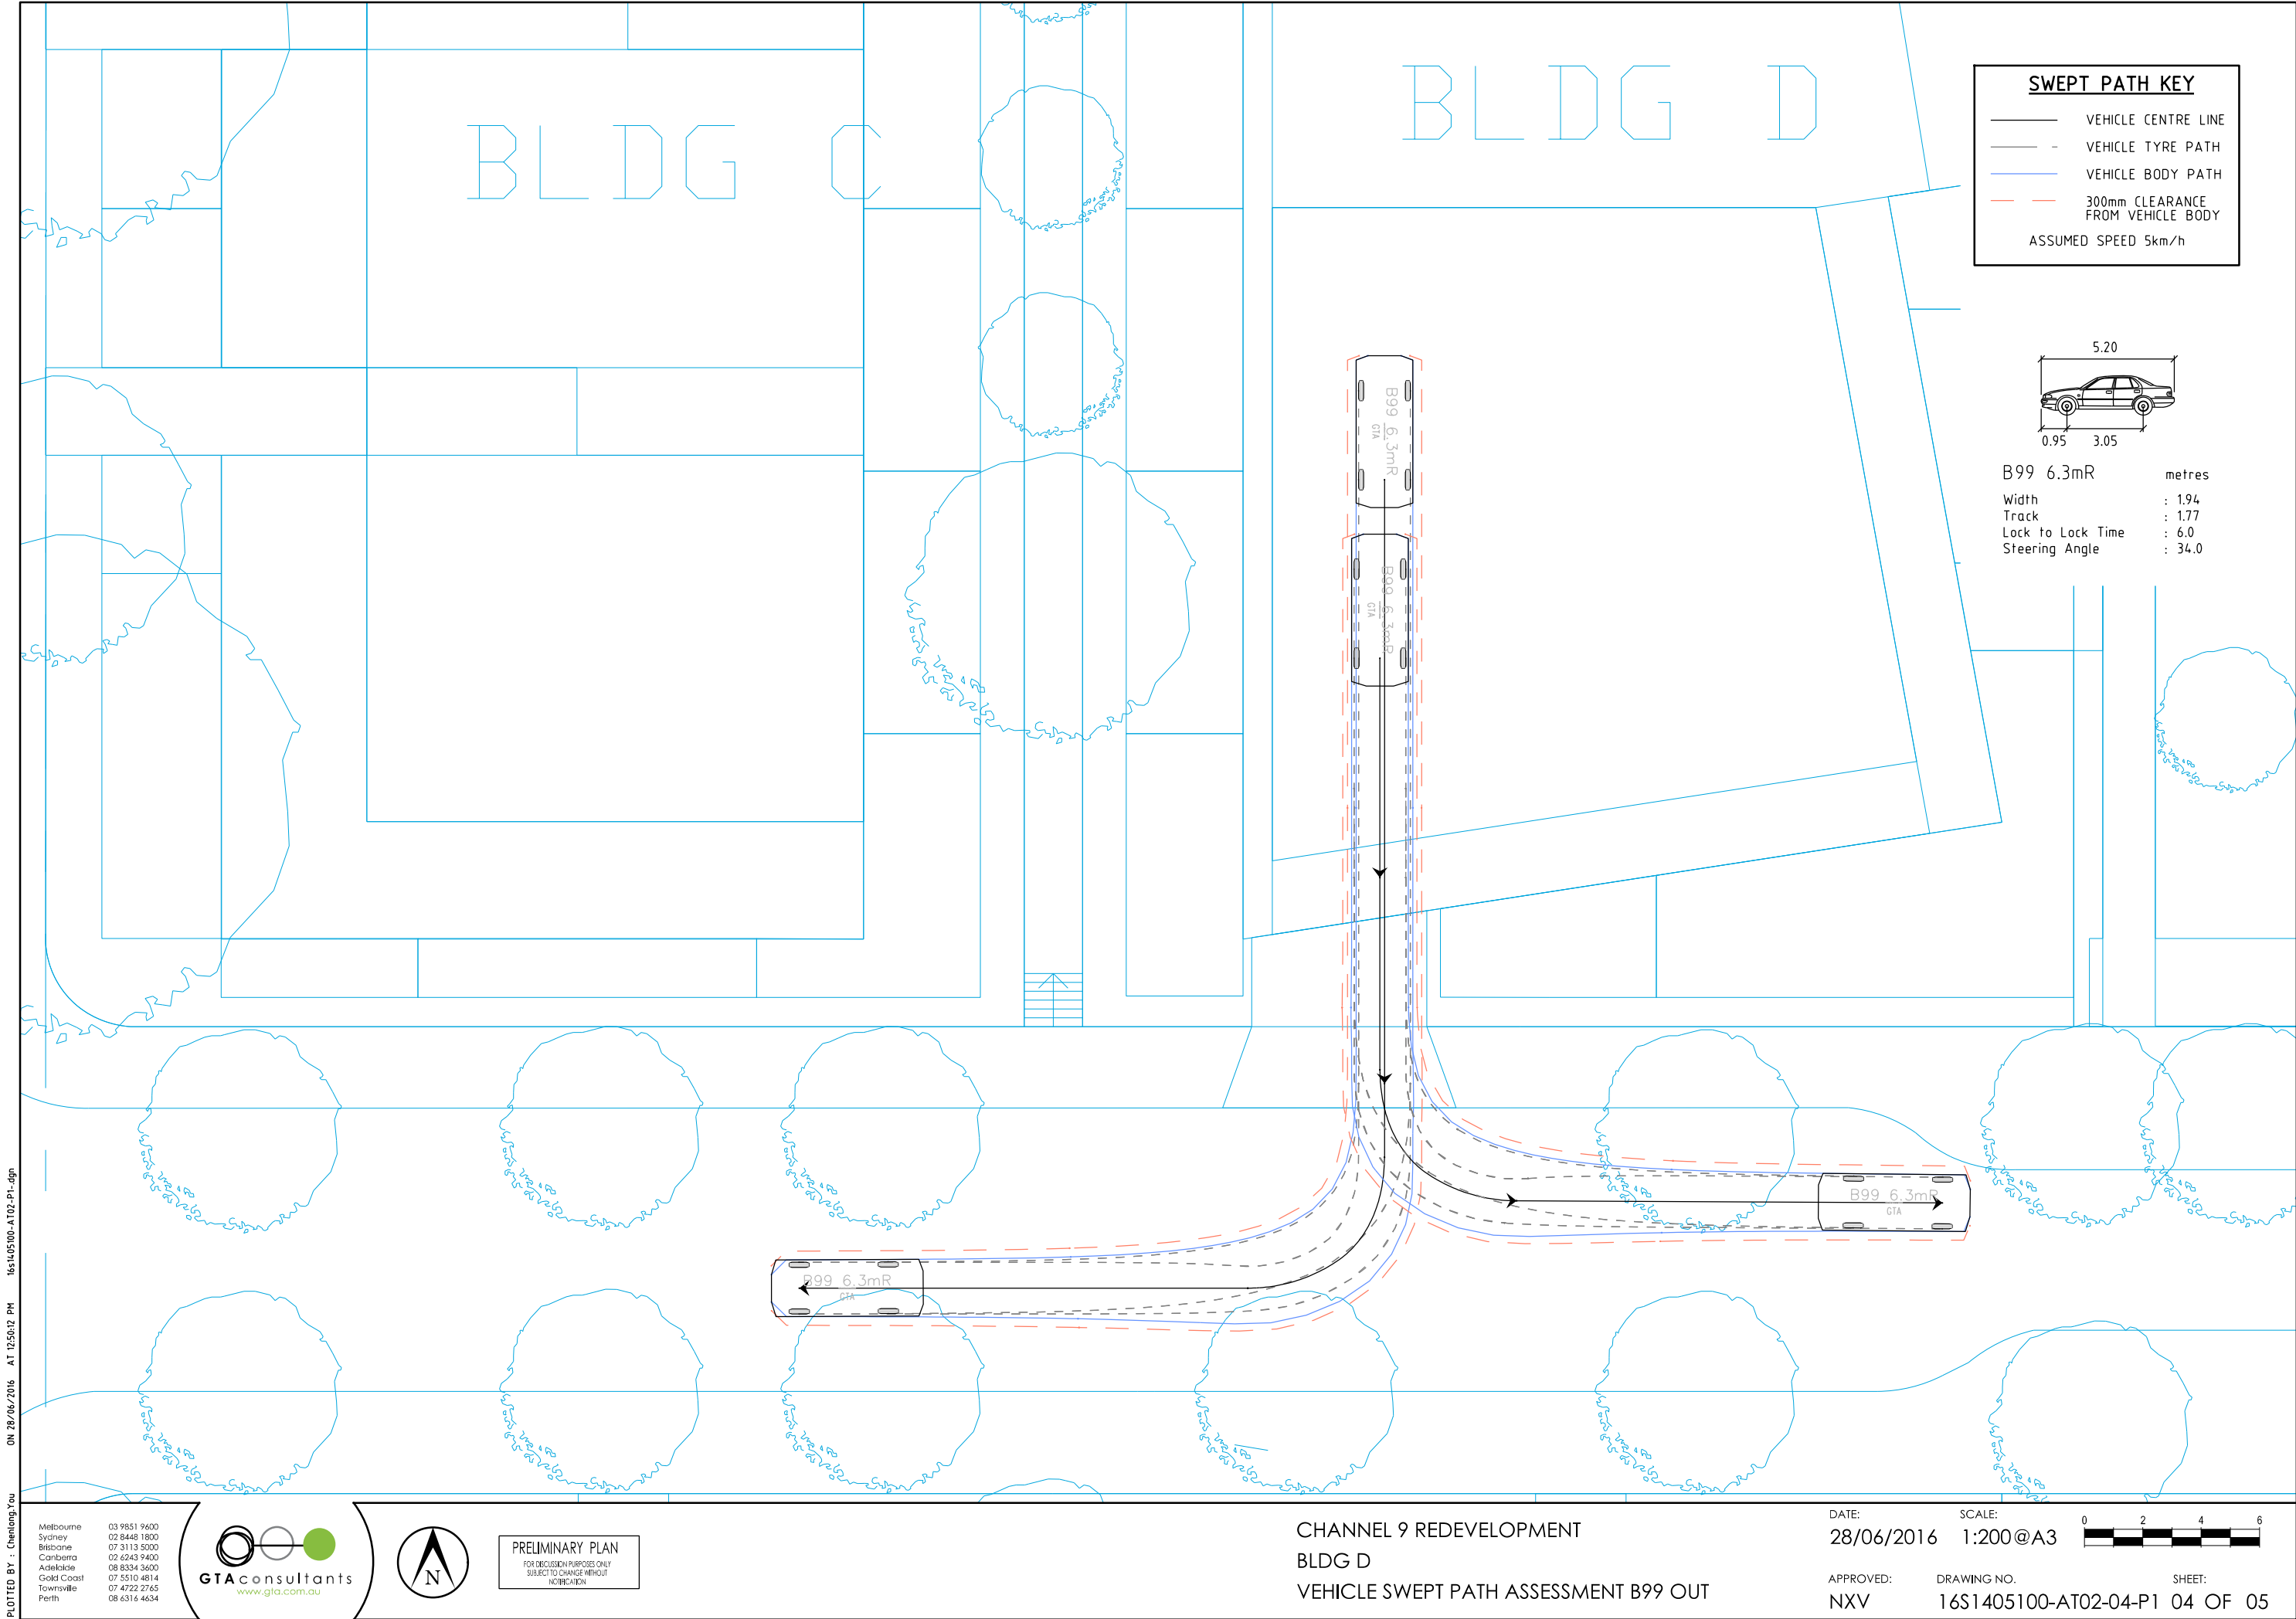 BLDG C
BLDG D
SWEPT PATH KEY
VEHICLE CENTRE LINE
VEHICLE TYRE PATH
VEHICLE BODY PATH
300mm CLEARANCE
FROM VEHICLE BODY
ASSUMED SPEED 5km/h
5.20
0.95 3.05
B99 6.3mR metres
Width : 1.94
Track : 1.77
Lock to Lock Time : 6.0
Steering Angle : 34.0
B99 6.3mR
GTA
B99 6.3mR
GTA
B99 6.3mR
GTA
B99 6.3mR
GTA
PLOTTED BY : Chenlong.You ON 28/06/2016 AT 12:50:12 PM 16s1405100-AT02-P1-.dgn
Melbourne 03 9851 9600
Sydney 02 8448 1800
Brisbane 07 3113 5000
Canberra 02 6243 9400
Adelaide 08 8334 3600
Gold Coast 07 5510 4814
Townsville 07 4722 2765
Perth 08 6316 4634
GTA consultants
www.gta.com.au
N
PRELIMINARY PLAN
FOR DISCUSSION PURPOSES ONLY
SUBJECT TO CHANGE WITHOUT
NOTIFICATION
CHANNEL 9 REDEVELOPMENT
BLDG D
VEHICLE SWEPT PATH ASSESSMENT B99 OUT
DATE: SCALE:
28/06/2016 1:200@A3
0 2 4 6
APPROVED: DRAWING NO. SHEET:
NXV 16S1405100-AT02-04-P1 04 OF 05